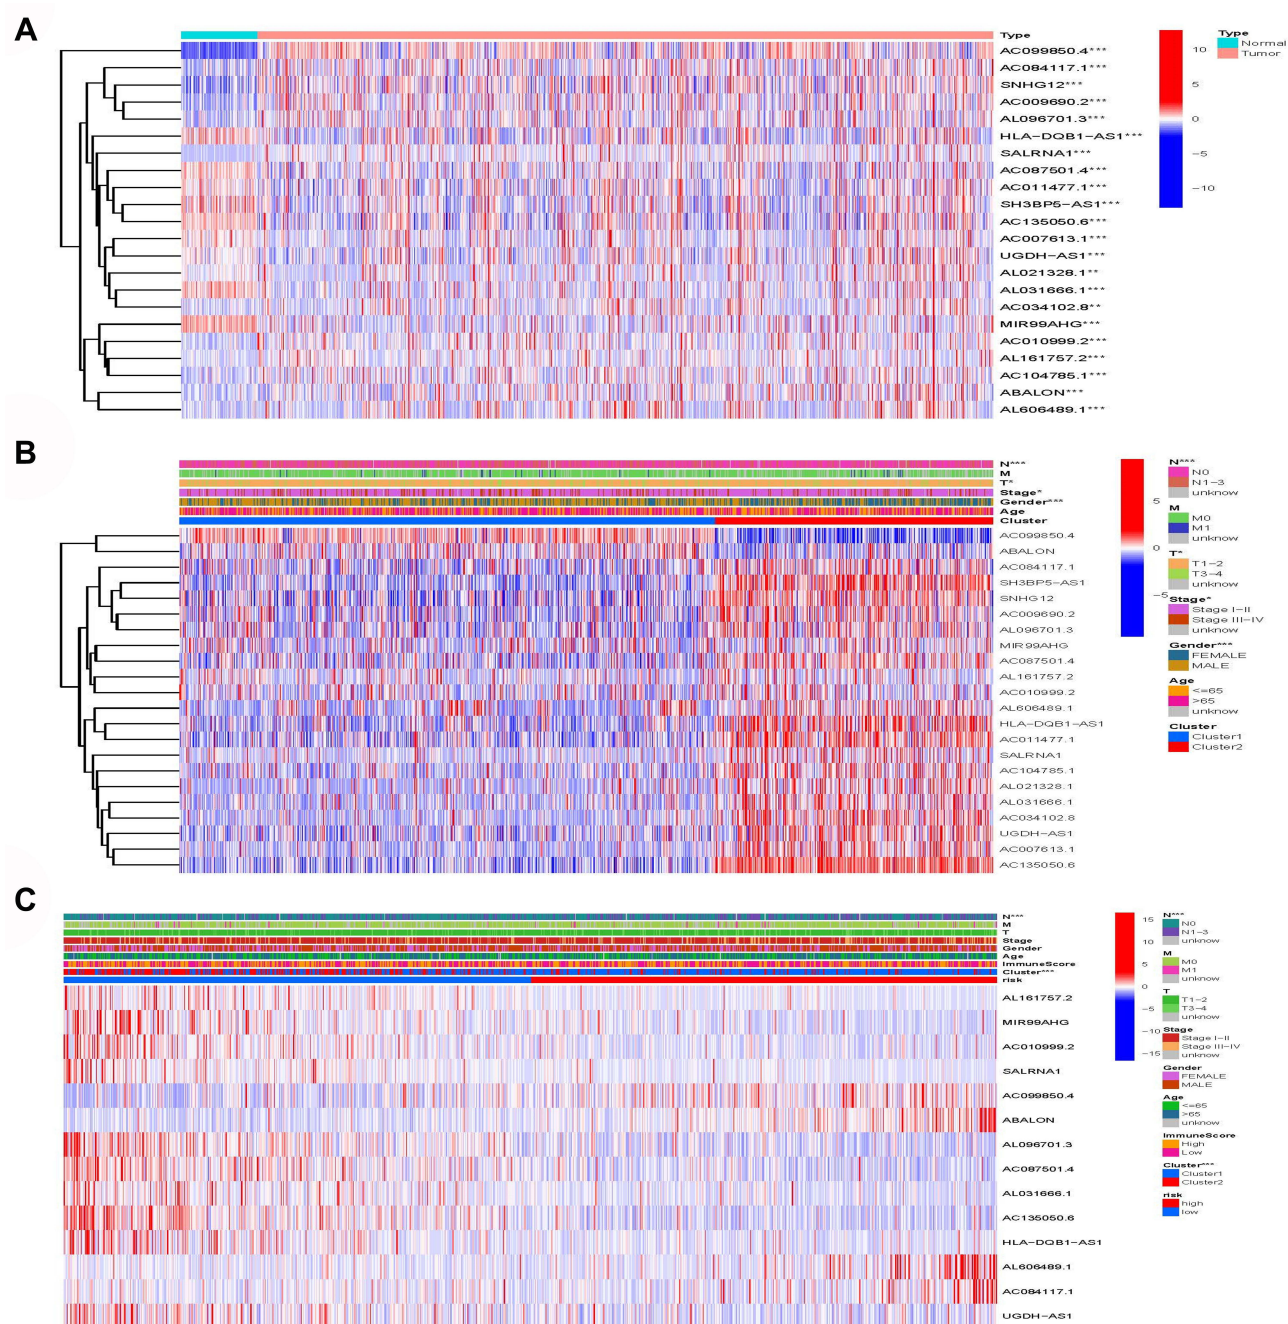 A
Type
AC099850.4***
AC084117.1***
SNHG12***
AC009690.2***
AL096701.3***
HLA-DQB1-AS1***
SALRNA1***
AC087501.4***
AC011477.1***
SH3BP5-AS1***
AC135050.6***
AC007613.1***
UGDH-AS1***
AL021328.1**
AL031666.1***
AC034102.8**
MIR99AHG***
AC010999.2***
AL161757.2***
AC104785.1***
ABALON***
AL606489.1***
10
5
0
-5
-10
Type
Normal
Tumor
B
N***
M
T*
Stage*
Gender***
Age
Cluster
AC099850.4
ABALON
AC084117.1
SH3BP5-AS1
SNHG12
AC009690.2
AL096701.3
MIR99AHG
AC087501.4
AL161757.2
AC010999.2
AL606489.1
HLA-DQB1-AS1
AC011477.1
SALRNA1
AC104785.1
AL021328.1
AL031666.1
AC034102.8
UGDH-AS1
AC007613.1
AC135050.6
5
0
-5
N***
N0
N1-3
unknow
M
M0
M1
unknow
T*
T1-2
T3-4
unknow
Stage*
Stage I-II
Stage III-IV
unknow
Gender***
FEMALE
MALE
Age
<=65
>65
unknow
Cluster
Cluster1
Cluster2
C
N***
M
T
Stage
Gender
Age
ImmuneScore
Cluster***
risk
AL161757.2
MIR99AHG
AC010999.2
SALRNA1
AC099850.4
ABALON
AL096701.3
AC087501.4
AL031666.1
AC135050.6
HLA-DQB1-AS1
AL606489.1
AC084117.1
UGDH-AS1
15
10
5
0
-5
-10
-15
N***
N0
N1-3
unknow
M
M0
M1
unknow
T
T1-2
T3-4
unknow
Stage
Stage I-II
Stage III-IV
unknow
Gender
FEMALE
MALE
Age
<=65
>65
unknow
ImmuneScore
High
Low
Cluster***
Cluster1
Cluster2
risk
high
low